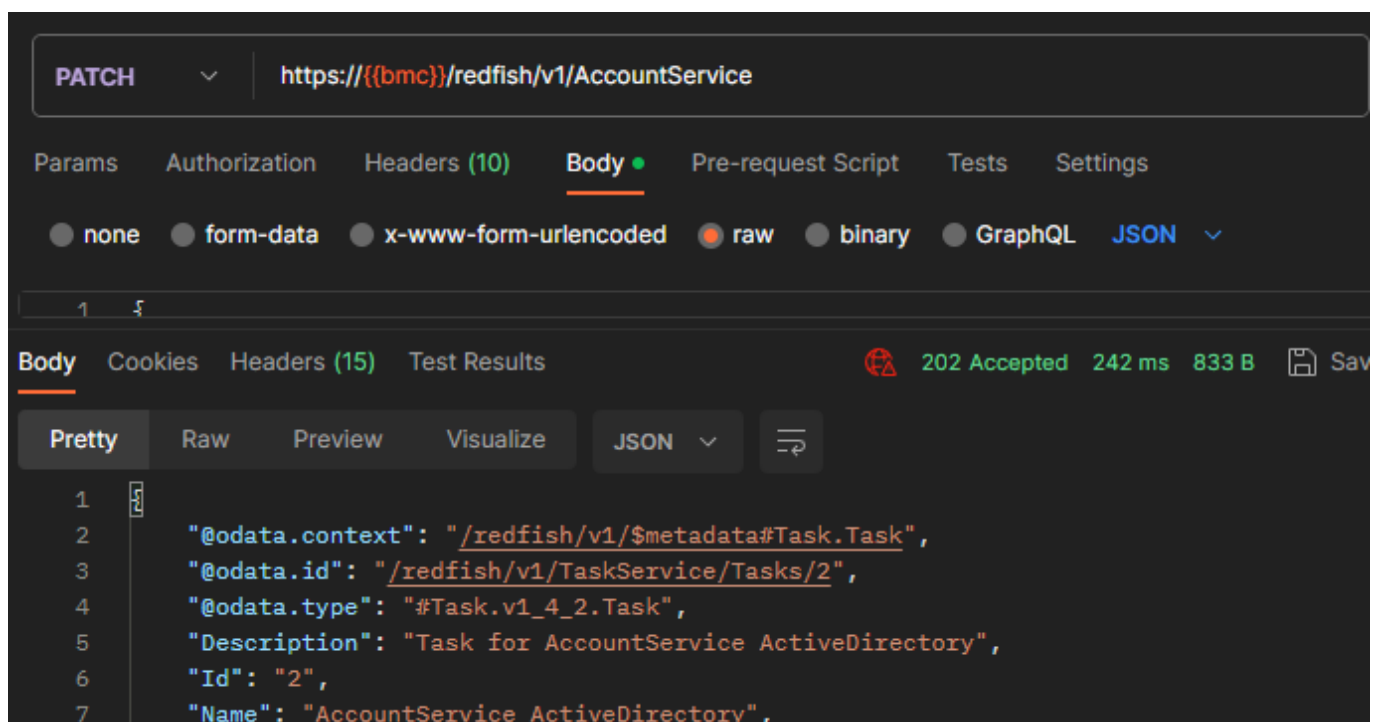 PATCH https://{{bmc}}/redfish/v1/AccountService
Params Authorization Headers (10) Body Pre-request Script Tests Settings
none form-data x-www-form-urlencoded raw binary GraphQL JSON
1 {
Body Cookies Headers (15) Test Results 202 Accepted 242 ms 833 B Sav
Pretty Raw Preview Visualize JSON
1 {
2 "@odata.context": "/redfish/v1/$metadata#Task.Task",
3 "@odata.id": "/redfish/v1/TaskService/Tasks/2",
4 "@odata.type": "#Task.v1_4_2.Task",
5 "Description": "Task for AccountService ActiveDirectory",
6 "Id": "2",
7 "Name": "AccountService ActiveDirectory",